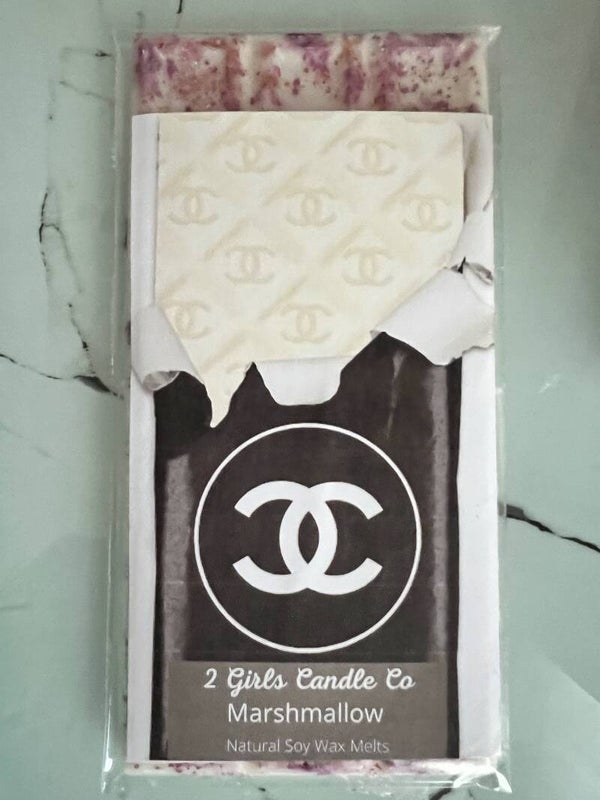 2 Girls Candle Co
Marshmallow
Natural Soy Wax Melts